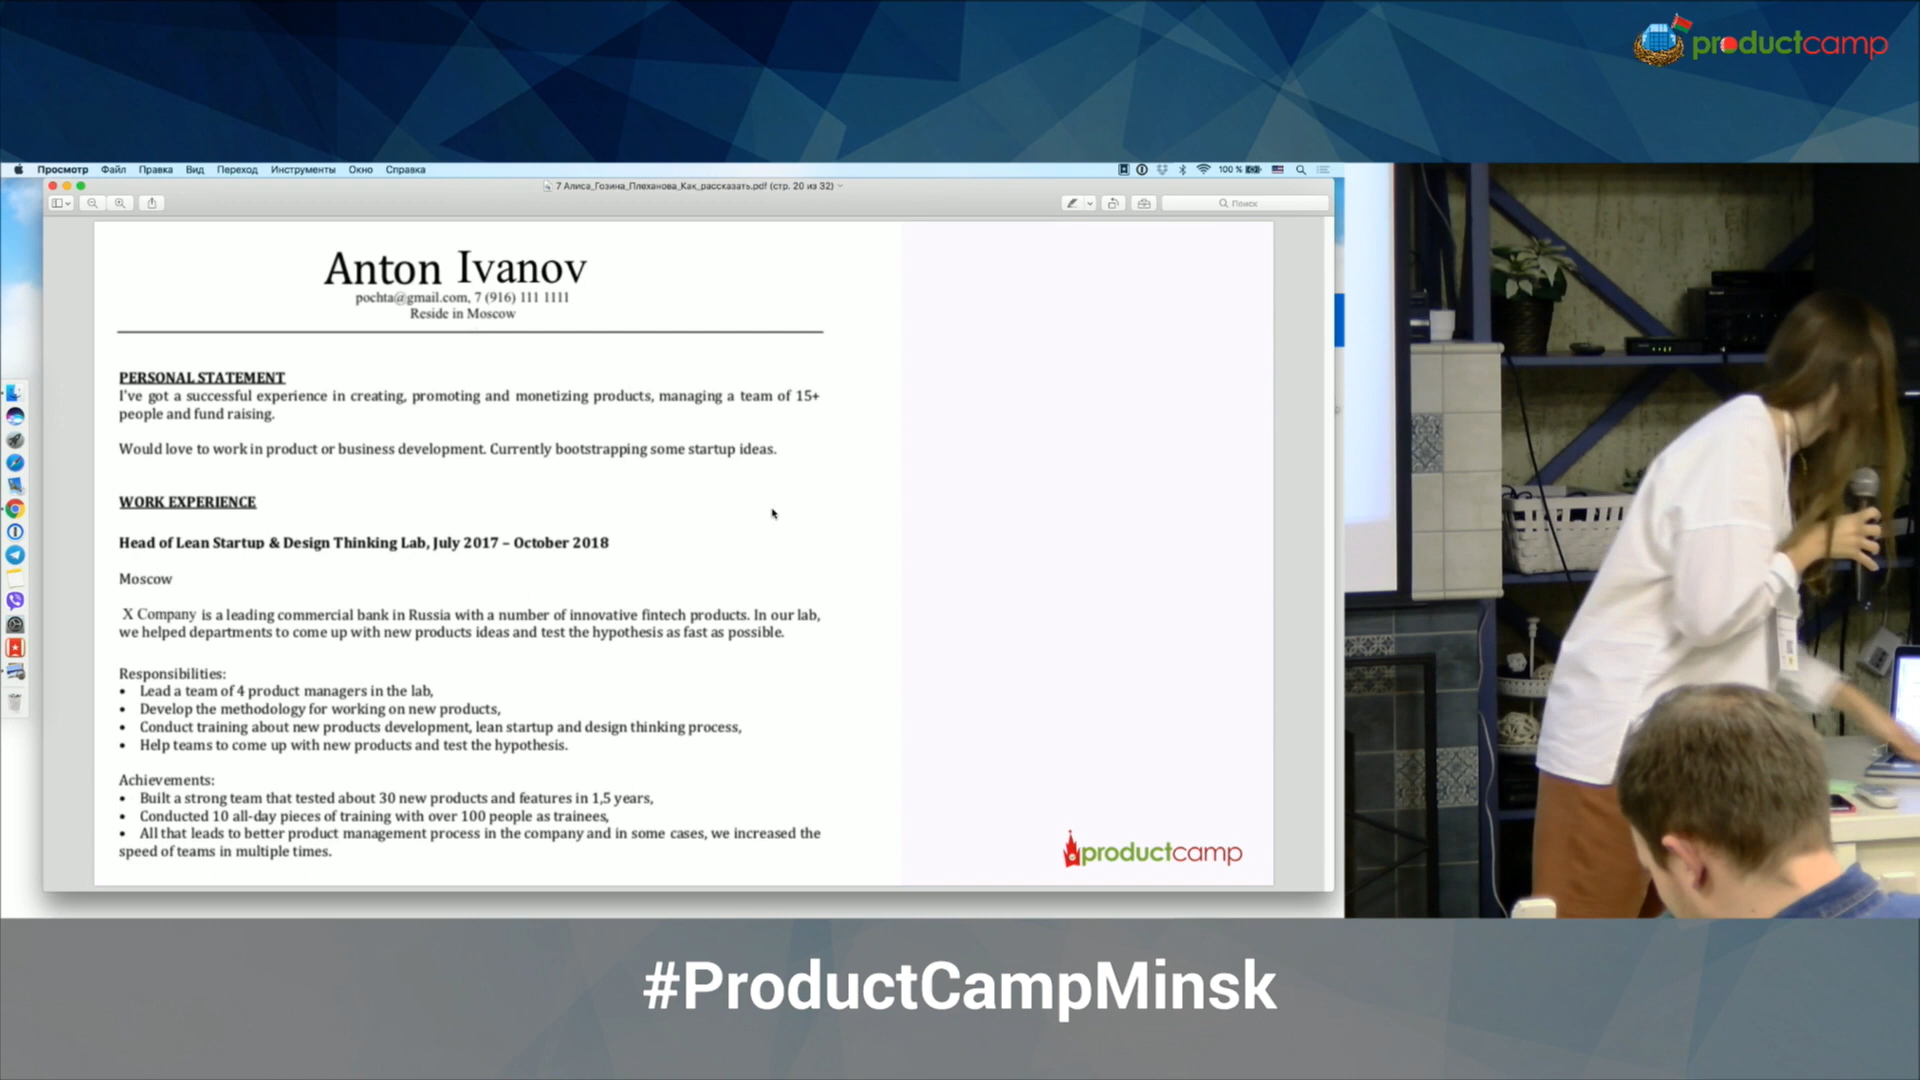 productcamp
Просмотр Файл Правка Вид Переход Инструменты Окно Справка
100 %
7 Алиса_Гозина_Плеханова_Как_рассказать.pdf (стр. 20 из 32)
Поиск
Anton Ivanov
pochta@gmail.com, 7 (916) 111 1111
Reside in Moscow
PERSONAL STATEMENT
I've got a successful experience in creating, promoting and monetizing products, managing a team of 15+
people and fund raising.
Would love to work in product or business development. Currently bootstrapping some startup ideas.
WORK EXPERIENCE
Head of Lean Startup & Design Thinking Lab, July 2017 – October 2018
Moscow
X Company is a leading commercial bank in Russia with a number of innovative fintech products. In our lab,
we helped departments to come up with new products ideas and test the hypothesis as fast as possible.
Responsibilities:
• Lead a team of 4 product managers in the lab,
• Develop the methodology for working on new products,
• Conduct training about new products development, lean startup and design thinking process,
• Help teams to come up with new products and test the hypothesis.
Achievements:
• Built a strong team that tested about 30 new products and features in 1,5 years,
• Conducted 10 all-day pieces of training with over 100 people as trainees,
• All that leads to better product management process in the company and in some cases, we increased the
speed of teams in multiple times.
productcamp
#ProductCampMinsk